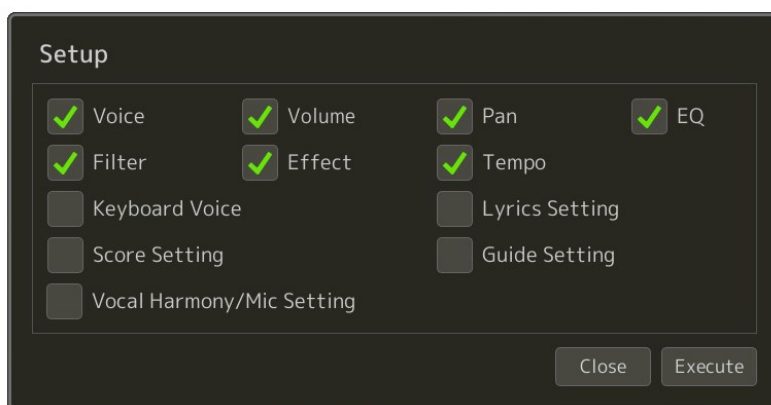 Setup
Voice Volume Pan EQ
Filter Effect Tempo
Keyboard Voice Lyrics Setting
Score Setting Guide Setting
Vocal Harmony/Mic Setting
Close Execute